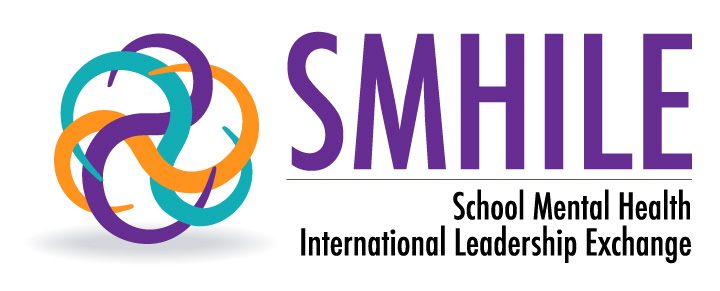 SMHILE
School Mental Health
International Leadership Exchange